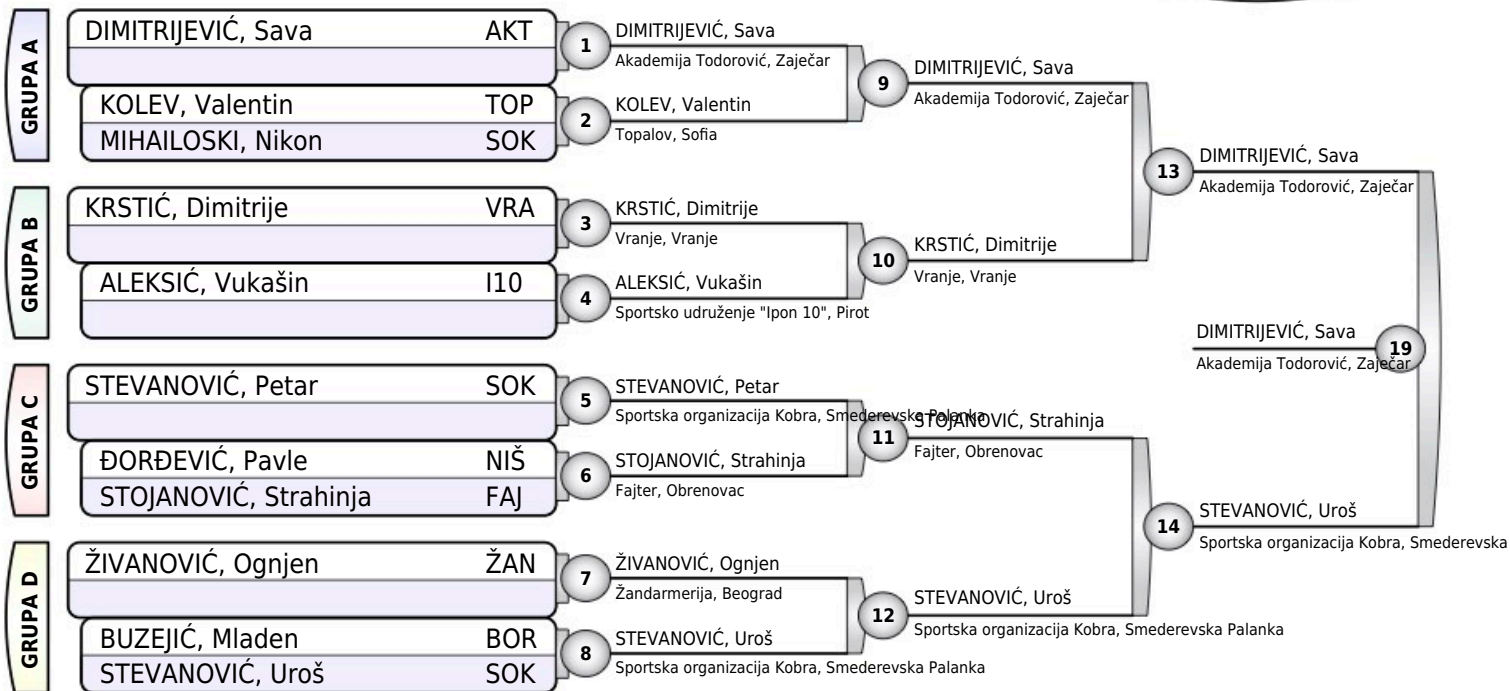 GRUPA A
DIMITRIJEVIĆ, Sava AKT
KOLEV, Valentin TOP
MIHAILOSKI, Nikon SOK
GRUPA B
KRSTIĆ, Dimitrije VRA
ALEKSIĆ, Vukašin I10
GRUPA C
STEVANOVIĆ, Petar SOK
ĐORĐEVIĆ, Pavle NIŠ
STOJANOVIĆ, Strahinja FAJ
GRUPA D
ŽIVANOVIĆ, Ognjen ŽAN
BUZEJIĆ, Mladen BOR
STEVANOVIĆ, Uroš SOK
1
DIMITRIJEVIĆ, Sava
Akademija Todorović, Zaječar
2
KOLEV, Valentin
Topalov, Sofia
3
KRSTIĆ, Dimitrije
Vranje, Vranje
4
ALEKSIĆ, Vukašin
Sportsko udruženje "Ipon 10", Pirot
5
STEVANOVIĆ, Petar
Sportska organizacija Kobra, Smederevska Palanka
6
STOJANOVIĆ, Strahinja
Fajter, Obrenovac
7
ŽIVANOVIĆ, Ognjen
Žandarmerija, Beograd
8
STEVANOVIĆ, Uroš
Sportska organizacija Kobra, Smederevska Palanka
9
DIMITRIJEVIĆ, Sava
Akademija Todorović, Zaječar
10
KRSTIĆ, Dimitrije
Vranje, Vranje
11
STOJANOVIĆ, Strahinja
Fajter, Obrenovac
12
STEVANOVIĆ, Uroš
Sportska organizacija Kobra, Smederevska Palanka
13
DIMITRIJEVIĆ, Sava
Akademija Todorović, Zaječar
14
STEVANOVIĆ, Uroš
Sportska organizacija Kobra, Smederevska
DIMITRIJEVIĆ, Sava
19
Akademija Todorović, Zaječar